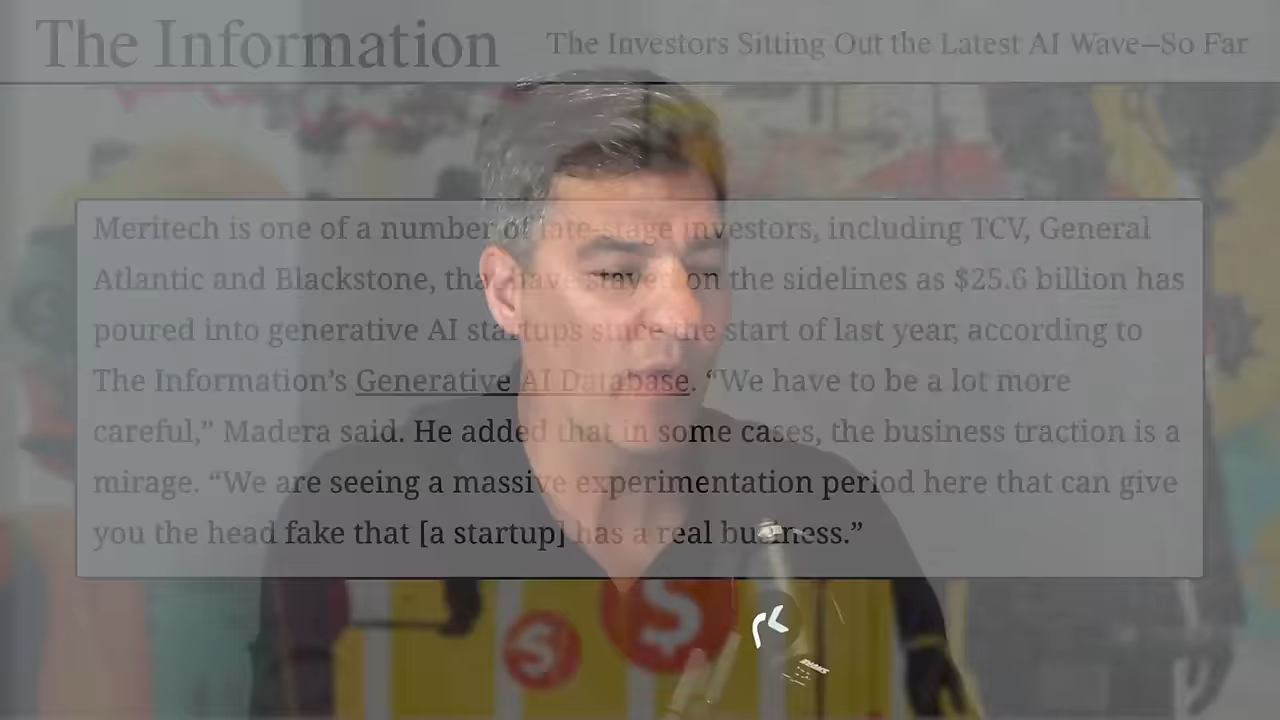 The Information
The Investors Sitting Out the Latest AI Wave—So Far
Meritech is one of a number of late-stage investors, including TCV, General
Atlantic and Blackstone, that have stayed on the sidelines as $25.6 billion has
poured into generative AI startups since the start of last year, according to
The Information’s Generative AI Database. “We have to be a lot more
careful,” Madera said. He added that in some cases, the business traction is a
mirage. “We are seeing a massive experimentation period here that can give
you the head fake that [a startup] has a real business.”
$
$